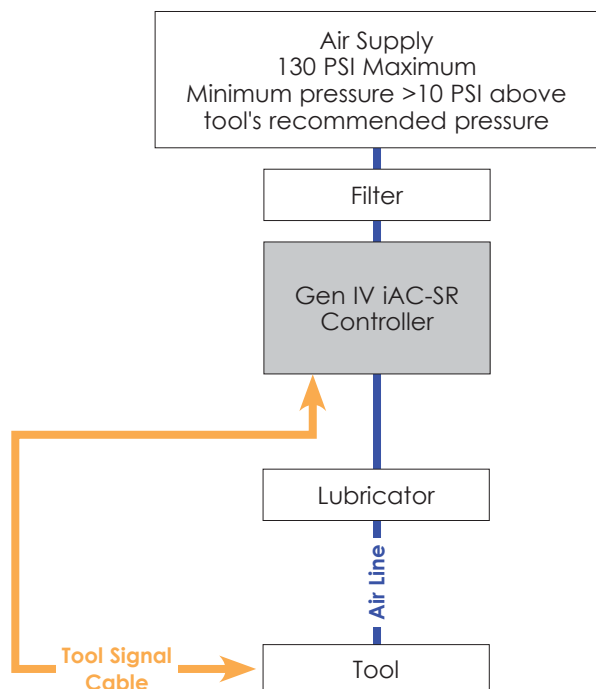 Air Supply
130 PSI Maximum
Minimum pressure >10 PSI above
tool's recommended pressure
Filter
Gen IV iAC-SR
Controller
Lubricator
Air Line
Tool Signal
Cable
Tool